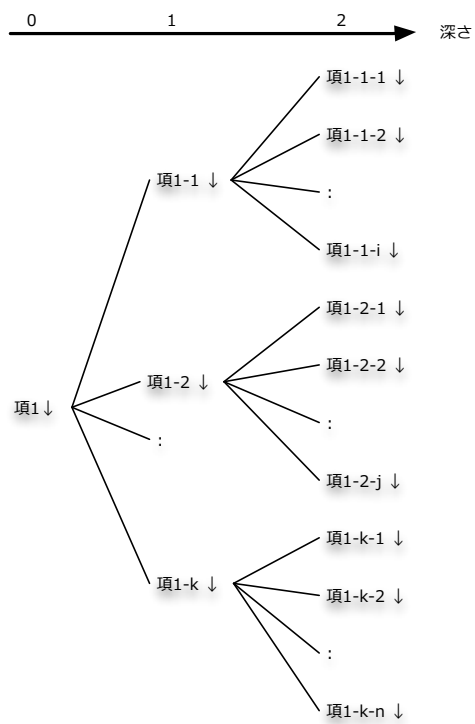 0 1 2
深さ
項1-1-1 ↓
項1-1-2 ↓
項1-1 ↓
:
項1-1-i ↓
項1-2-1 ↓
項1-2-2 ↓
項1-2 ↓
項1↓
:
:
項1-2-j ↓
項1-k-1 ↓
項1-k ↓
項1-k-2 ↓
:
項1-k-n ↓